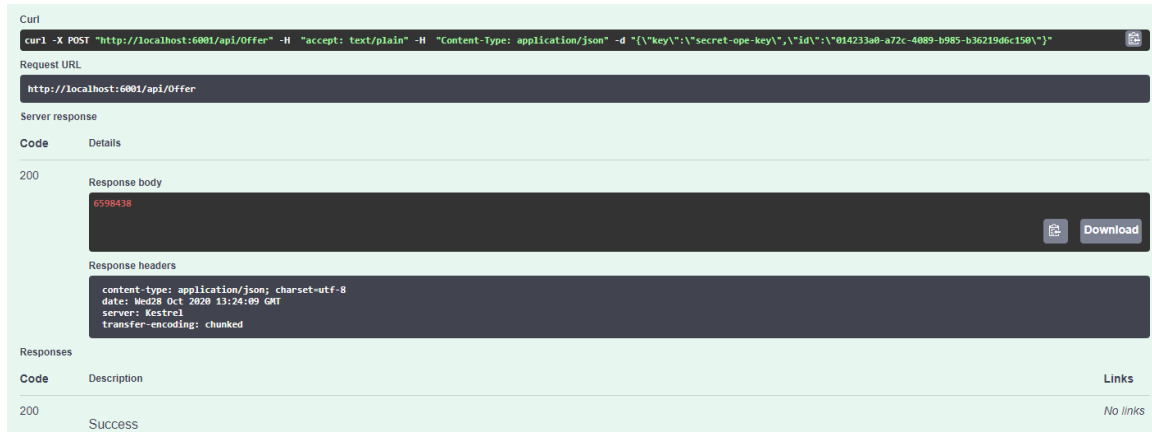 Curl
curl -X POST "http://localhost:6001/api/Offer" -H  "accept: text/plain" -H  "Content-Type: application/json" -d "{\"key\":\"secret-ope-key\",\"id\":\"014233a0-a72c-4089-b985-b36219d6c150\"}"
Request URL
http://localhost:6001/api/Offer
Server response
Code Details
200
Response body
6598438
Download
Response headers
content-type: application/json; charset=utf-8
date: Wed28 Oct 2020 13:24:09 GMT
server: Kestrel
transfer-encoding: chunked
Responses
Code Description Links
200 No links
Success